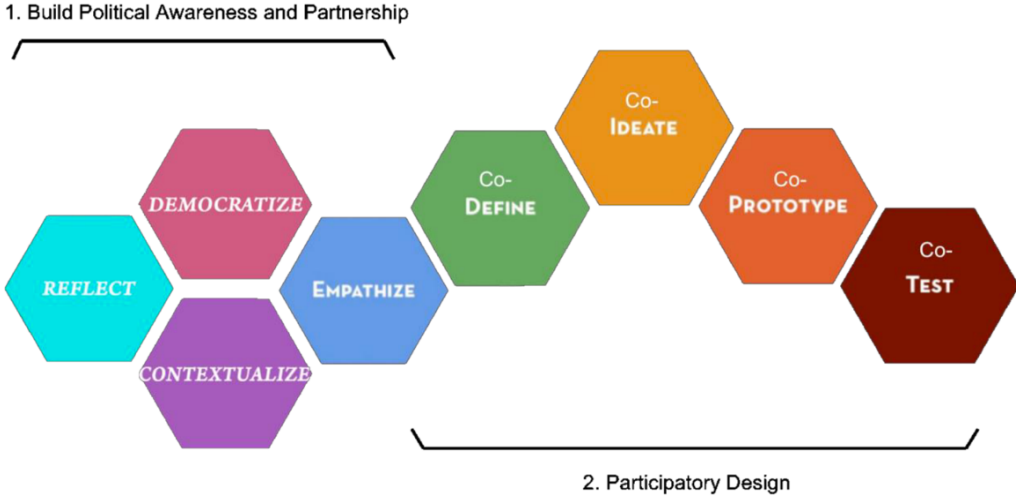 1. Build Political Awareness and Partnership
REFLECT
DEMOCRATIZE
CONTEXTUALIZE
EMPATHIZE
Co-
DEFINE
Co-
IDEATE
Co-
PROTOTYPE
Co-
TEST
2. Participatory Design